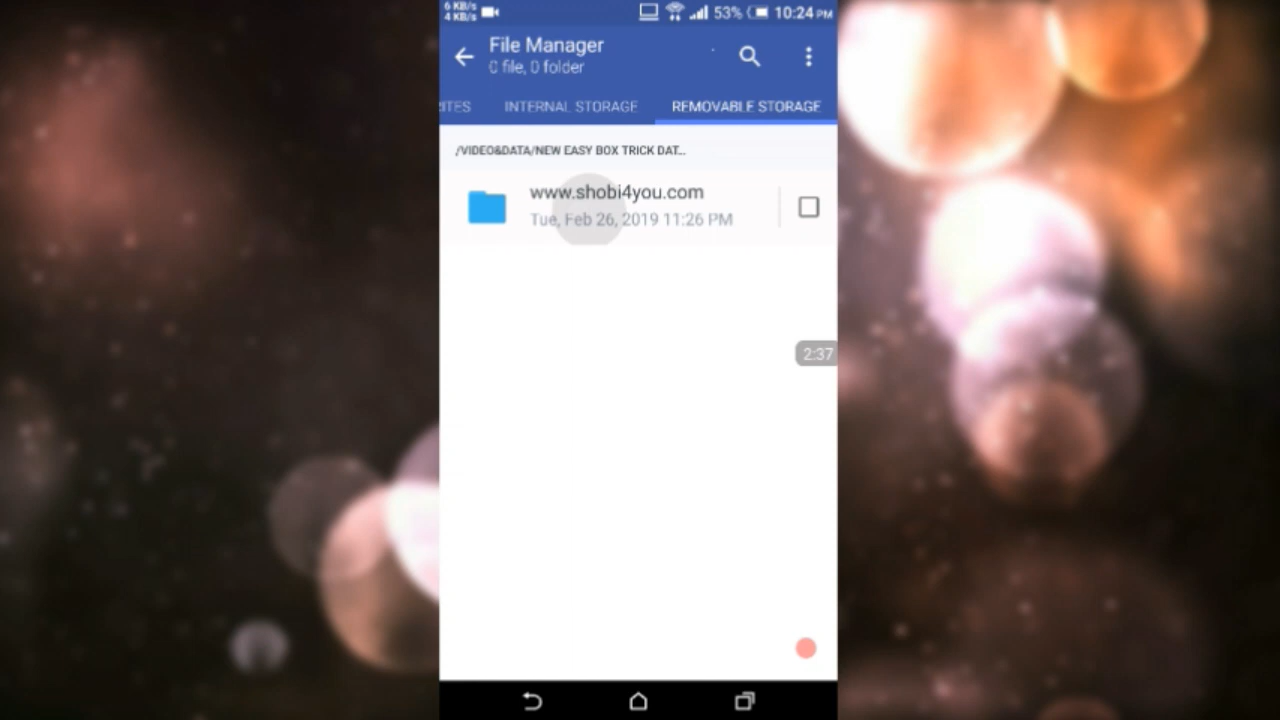 6 KB/s
4 KB/s
53%
10:24 PM
File Manager
0 file, 0 folder
ITES
INTERNAL STORAGE
REMOVABLE STORAGE
/VIDEO&DATA/NEW EASY BOX TRICK DAT...
www.shobi4you.com
Tue, Feb 26, 2019 11:26 PM
2:37